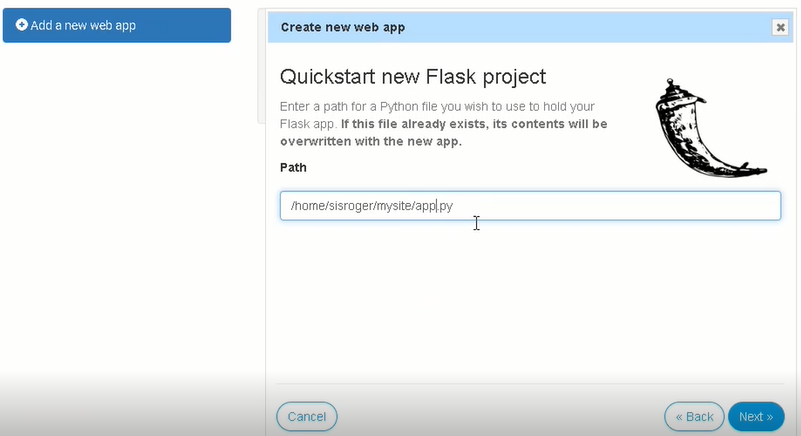 Add a new web app
Create new web app
Quickstart new Flask project
Enter a path for a Python file you wish to use to hold your
Flask app. If this file already exists, its contents will be
overwritten with the new app.
Path
/home/sisroger/mysite/app.py
Cancel
« Back
Next »